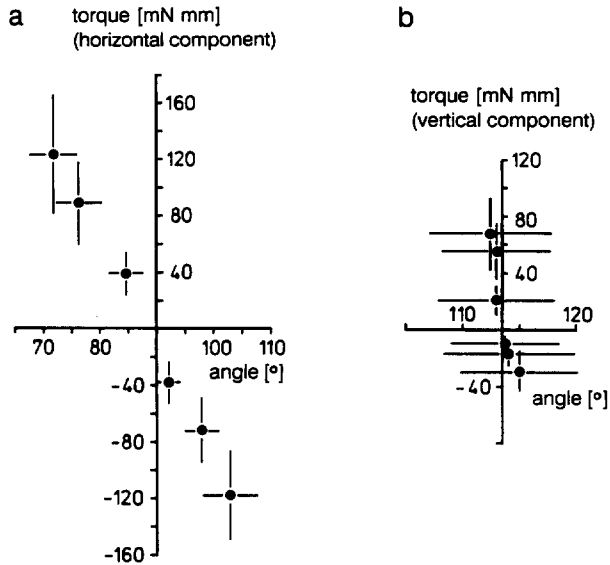 a
torque [mN mm]
(horizontal component)
160
120
80
40
70 80 100 110
angle [°]
-40
-80
-120
-160
b
torque [mN mm]
(vertical component)
120
80
40
110 120
-40 angle [°]